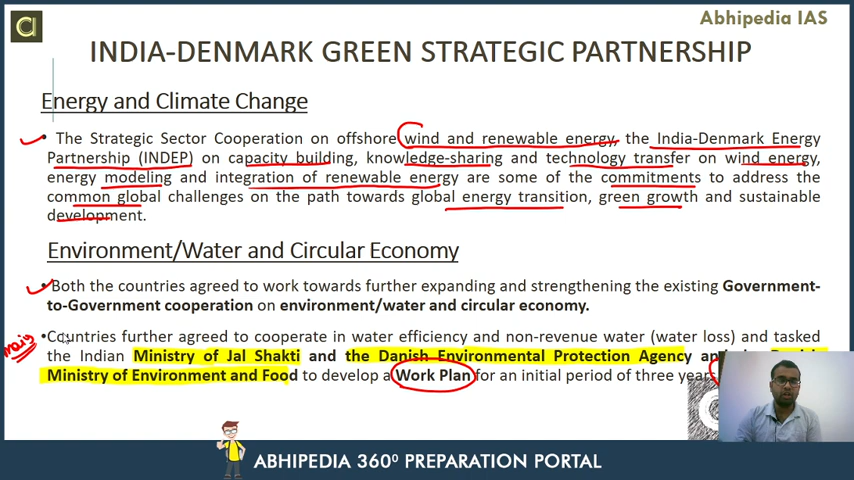 Abhipedia IAS
INDIA-DENMARK GREEN STRATEGIC PARTNERSHIP
Energy and Climate Change
• The Strategic Sector Cooperation on offshore wind and renewable energy, the India-Denmark Energy
Partnership (INDEP) on capacity building, knowledge-sharing and technology transfer on wind energy,
energy modeling and integration of renewable energy are some of the commitments to address the
common global challenges on the path towards global energy transition, green growth and sustainable
development.
Environment/Water and Circular Economy
• Both the countries agreed to work towards further expanding and strengthening the existing Government-
to-Government cooperation on environment/water and circular economy.
• Countries further agreed to cooperate in water efficiency and non-revenue water (water loss) and tasked
mais
the Indian Ministry of Jal Shakti and the Danish Environmental Protection Agency
Ministry of Environment and Food to develop a Work Plan for an initial period of three years
ABHIPEDIA 360⁰ PREPARATION PORTAL